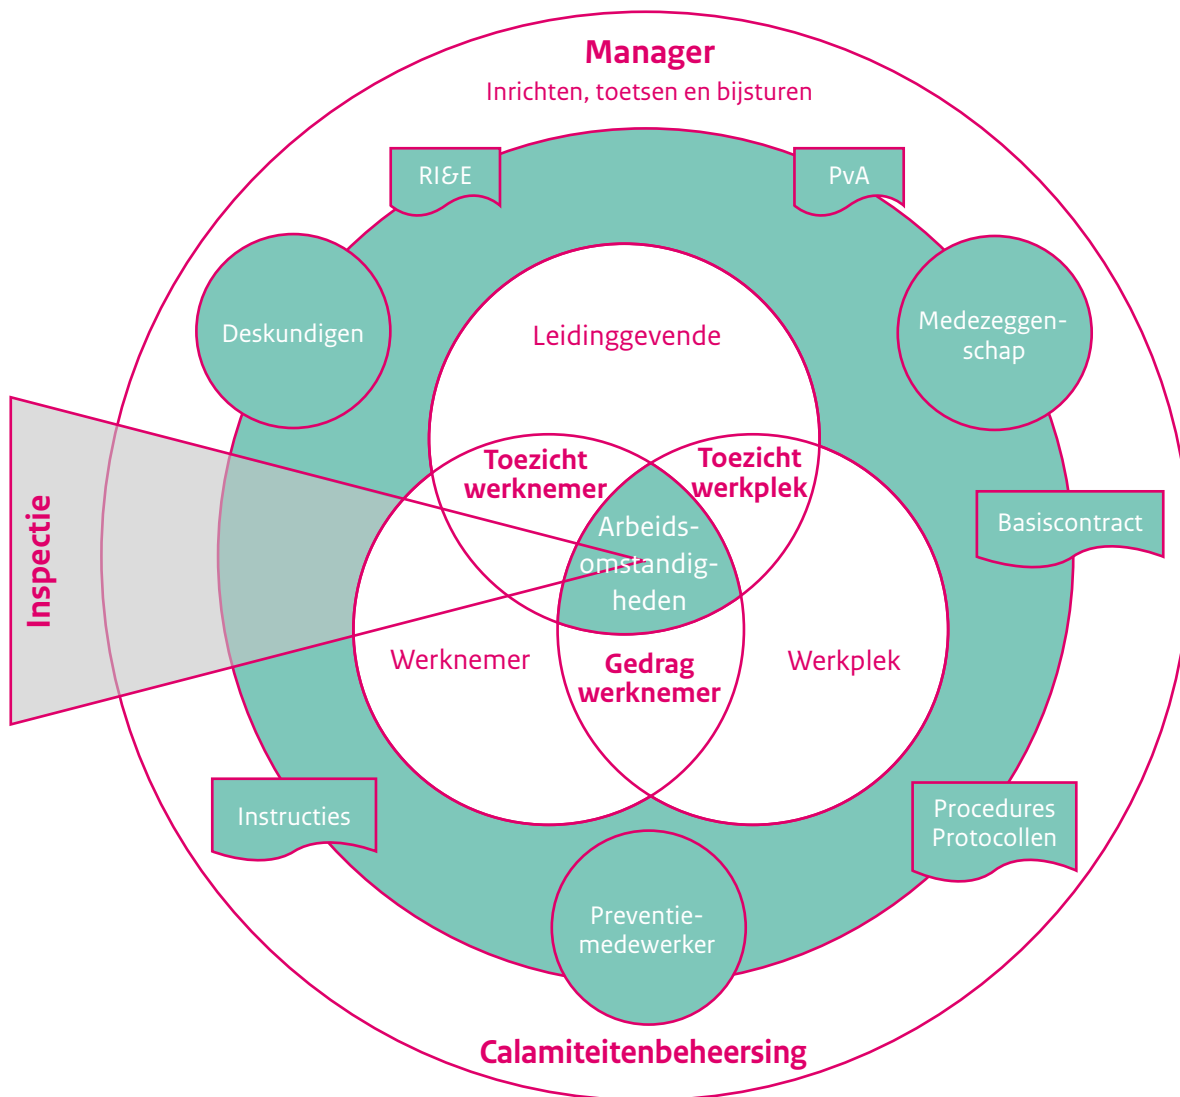 Manager
Inrichten, toetsen en bijsturen
RI&E
PvA
Deskundigen
Medezeggen-
schap
Leidinggevende
Toezicht
werknemer
Toezicht
werkplek
Inspectie
Arbeids-
omstandig-
heden
Basiscontract
Werknemer
Gedrag
werknemer
Werkplek
Instructies
Procedures
Protocollen
Preventie-
medewerker
Calamiteitenbeheersing